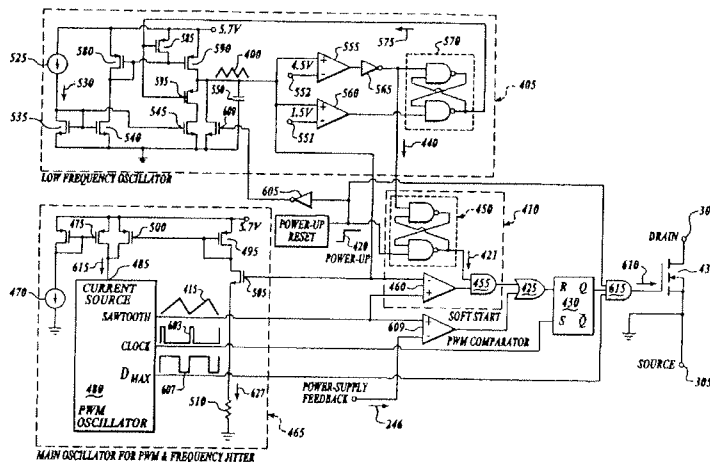 525
580
585
590
5.7V
400
530
595
550
535
540
545
600
4.5V
555
552
565
575
570
560
1.5V
551
405
440
LOW FREQUENCY OSCILLATOR
605
POWER-UP
RESET
420
POWER-UP
450
410
421
475
500
5.7V
495
615
485
505
470
CURRENT
SOURCE
415
SAWTOOTH
603
CLOCK
DMAX
607
480
PWM
OSCILLATOR
627
510
465
MAIN OSCILLATOR FOR PWM & FREQUENCY JITTER
460
455
SOFT START
425
PWM COMPARATOR
609
R Q
430
S Q̅
615
610
DRAIN
30
43
SOURCE
305
POWER-SUPPLY
FEEDBACK
246